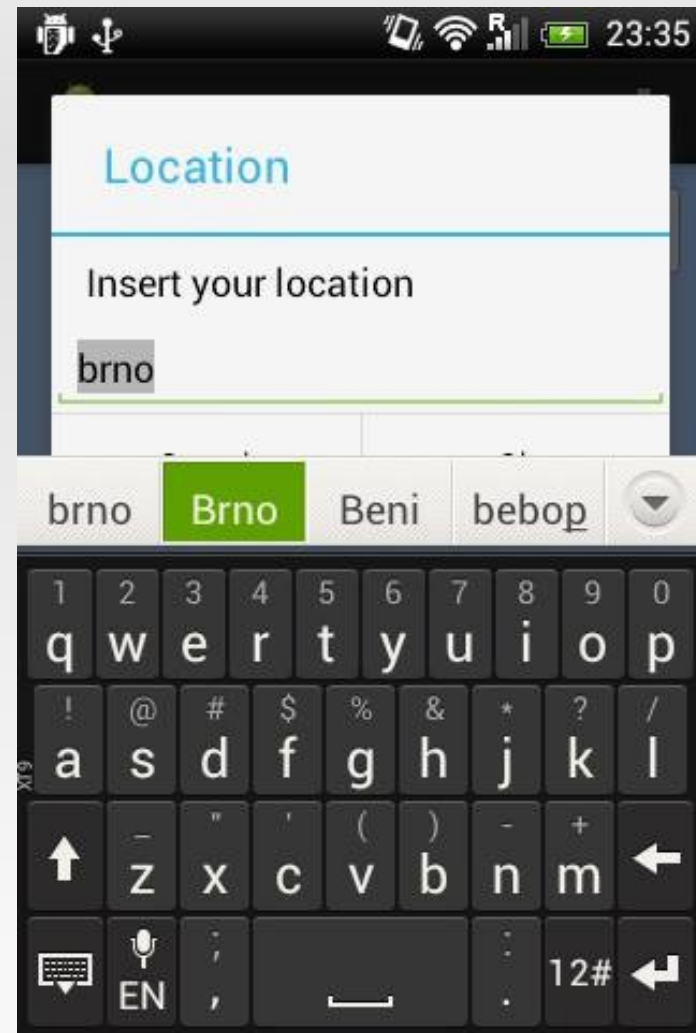 R 23:35
Location
Insert your location
brno
brno Brno Beni bebop
1 2 3 4 5 6 7 8 9 0
q w e r t y u i o p
! @ # $ % & * ? /
a s d f g h j k l
XT9
_ " ' ( ) - +
z x c v b n m
; :
EN , . 12#